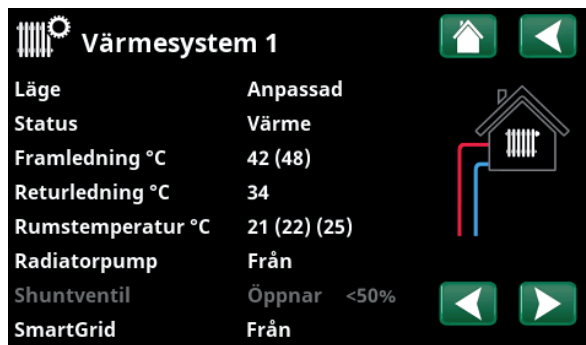 Värmesystem 1
Läge Anpassad
Status Värme
Framledning °C 42 (48)
Returledning °C 34
Rumstemperatur °C 21 (22) (25)
Radiatorpump Från
Shuntventil Öppnar <50%
SmartGrid Från